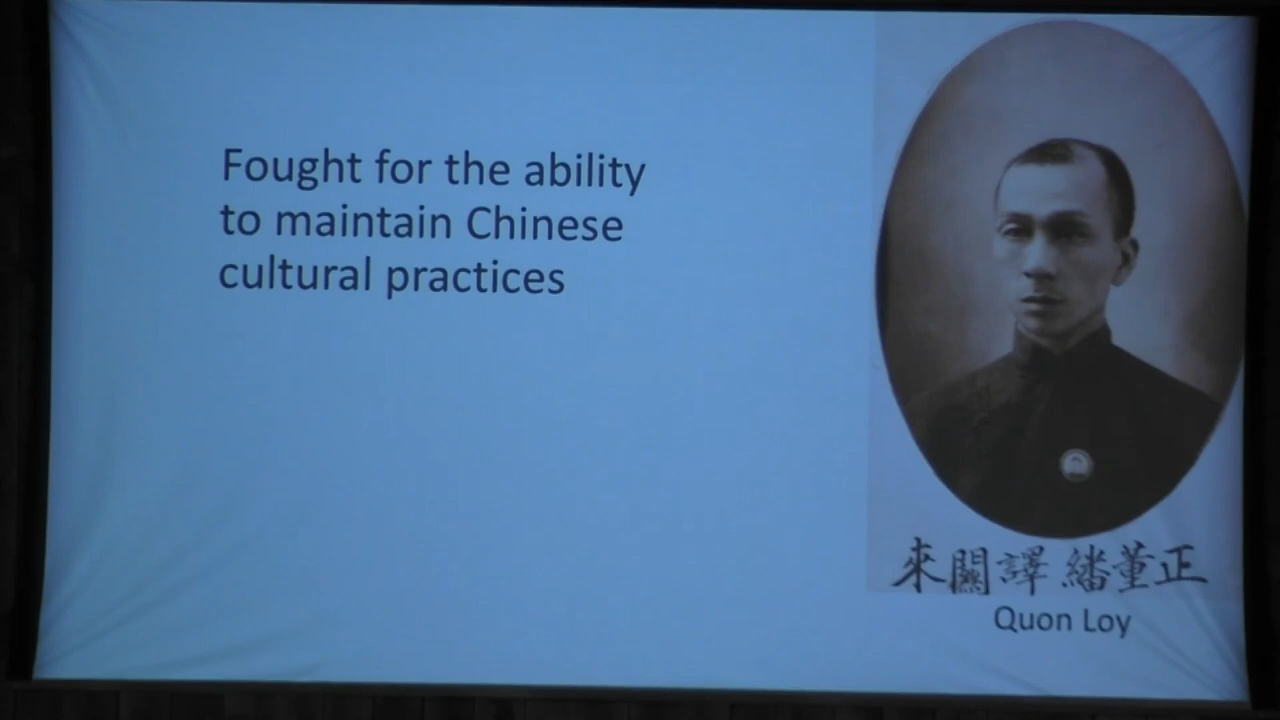 Fought for the ability
to maintain Chinese
cultural practices
正董繙譯關來
Quon Loy